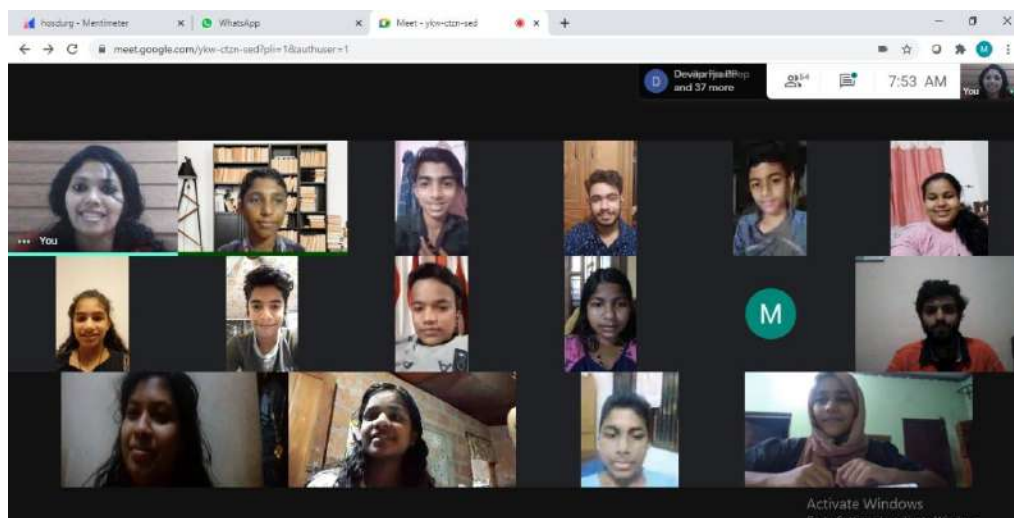 hosdurg - Mentimeter
WhatsApp
Meet - ykw-ctzn-sed
meet.google.com/ykw-ctzn-sed?pli=1&authuser=1
M
D
and 37 more
54
7:53 AM
You
You
M
Activate Windows